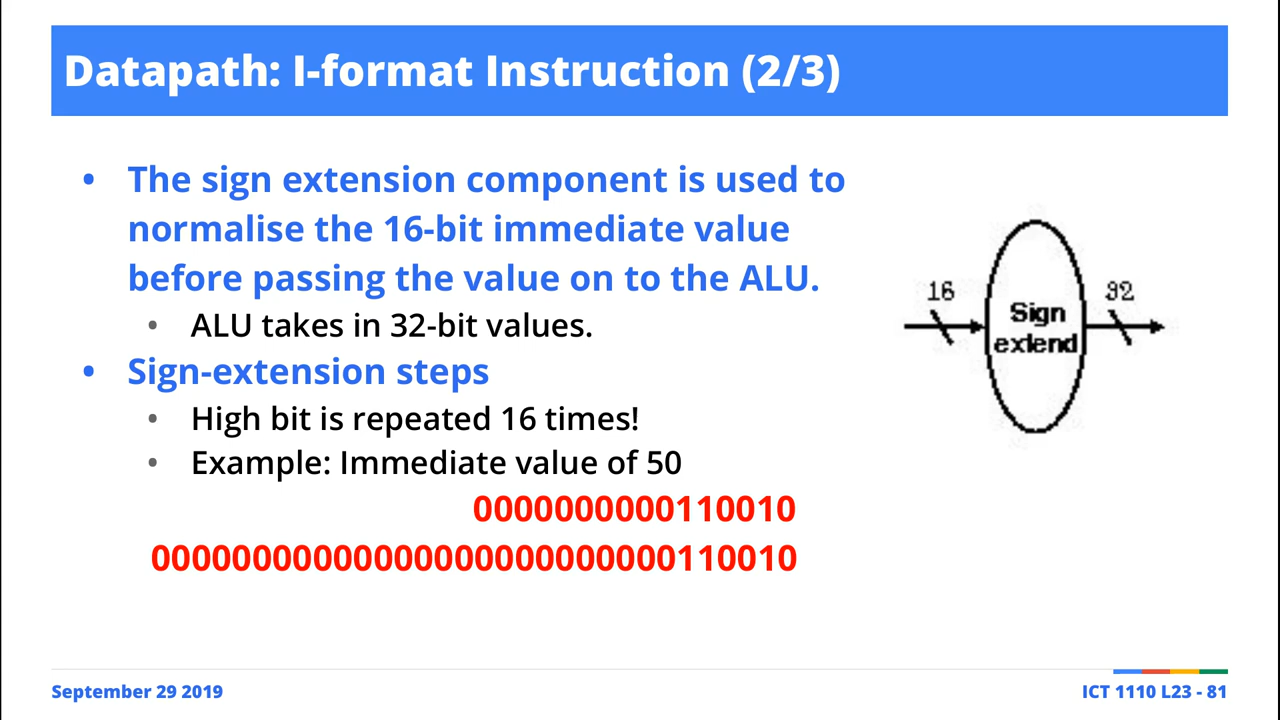 Datapath: I-format Instruction (2/3)
• The sign extension component is used to
normalise the 16-bit immediate value
before passing the value on to the ALU.
• ALU takes in 32-bit values.
• Sign-extension steps
• High bit is repeated 16 times!
• Example: Immediate value of 50
0000000000110010
00000000000000000000000000110010
16
32
Sign
extend
September 29 2019
ICT 1110 L23 - 81